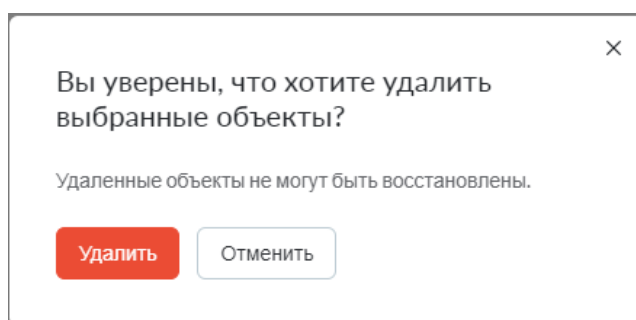 Вы уверены, что хотите удалить
выбранные объекты?
Удаленные объекты не могут быть восстановлены.
Удалить
Отменить